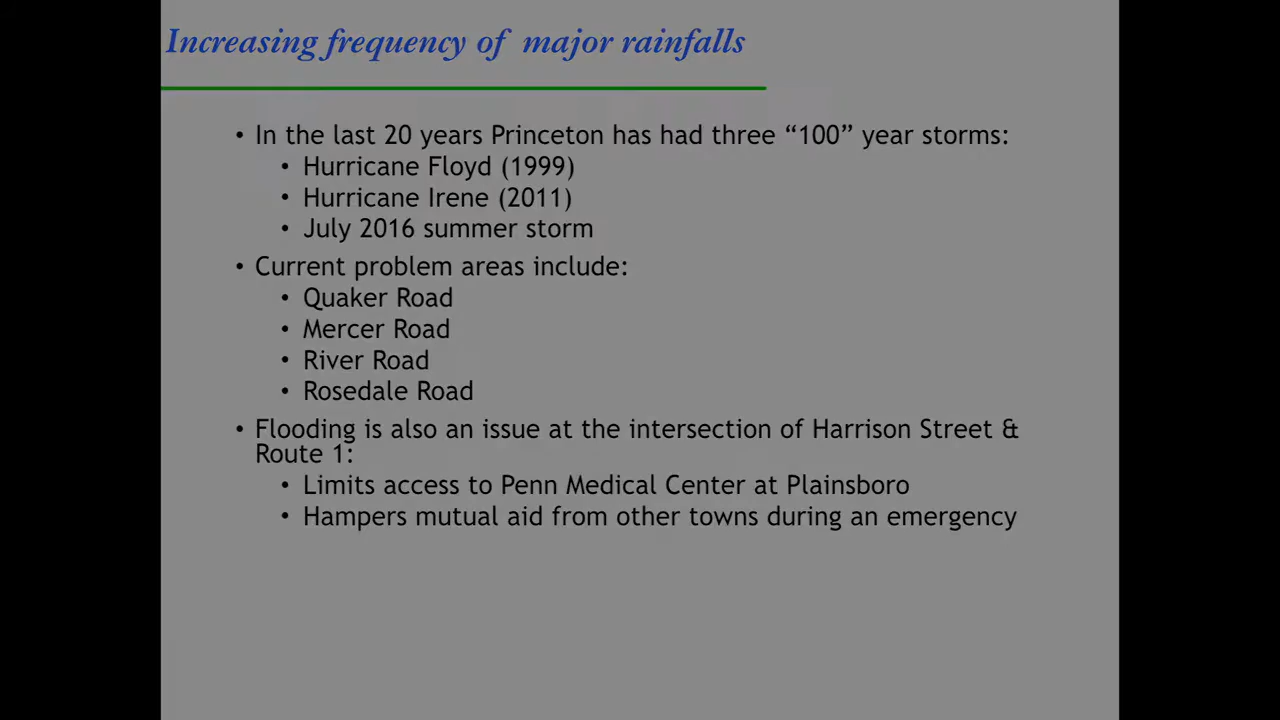 Increasing frequency of major rainfalls
• In the last 20 years Princeton has had three “100” year storms:
• Hurricane Floyd (1999)
• Hurricane Irene (2011)
• July 2016 summer storm
• Current problem areas include:
• Quaker Road
• Mercer Road
• River Road
• Rosedale Road
• Flooding is also an issue at the intersection of Harrison Street &
Route 1:
• Limits access to Penn Medical Center at Plainsboro
• Hampers mutual aid from other towns during an emergency